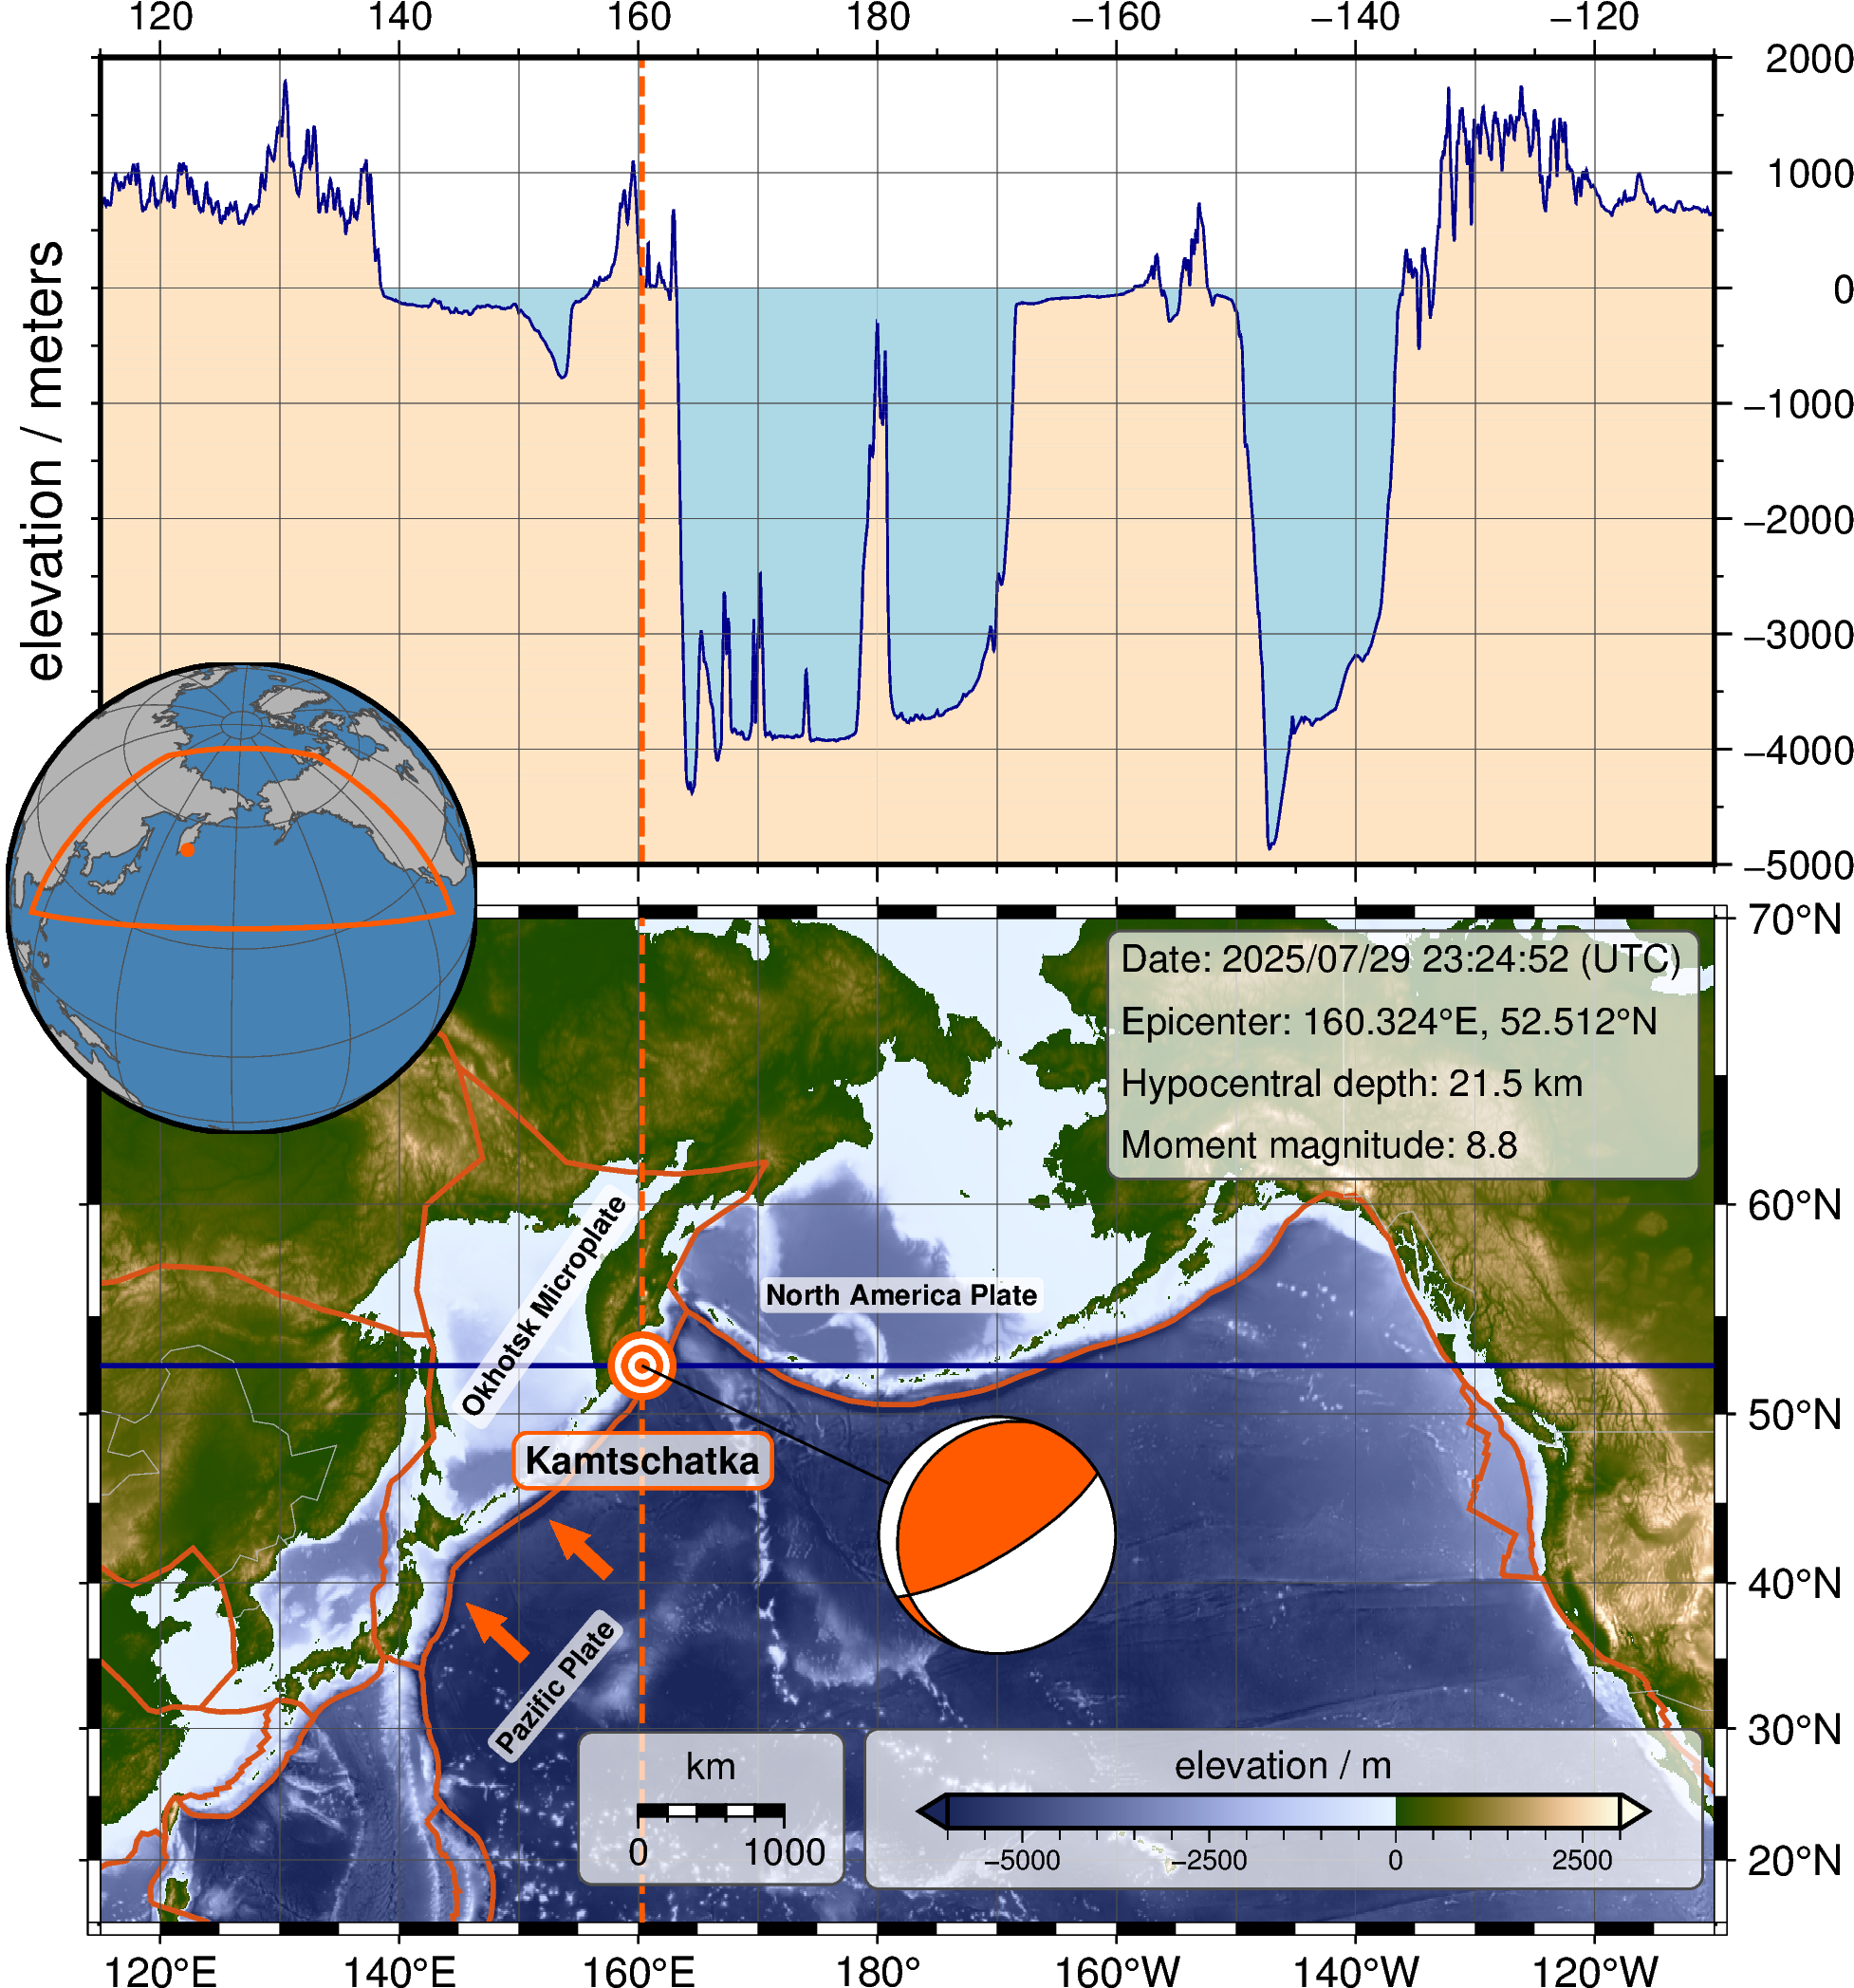 120 140 160 180 −160 −140 −120
2000
1000
0
−1000
−2000
−3000
−4000
−5000
elevation / meters
70°N
Date: 2025/07/29 23:24:52 (UTC)
Epicenter: 160.324°E, 52.512°N
Hypocentral depth: 21.5 km
Moment magnitude: 8.8
60°N
Okhotsk Microplate
North America Plate
50°N
Kamtschatka
40°N
Pazific Plate
30°N
km
0 1000
elevation / m
−5000 −2500 0 2500
20°N
120°E 140°E 160°E 180° 160°W 140°W 120°W